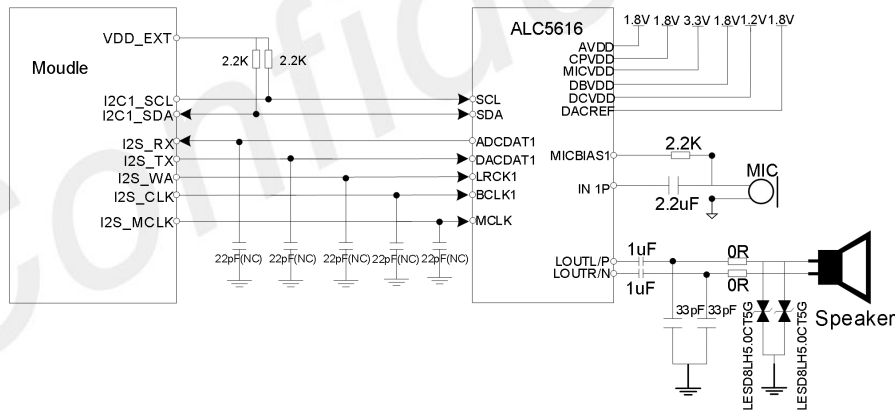 ALC5616
1.8V 1.8V 3.3V 1.8V 1.2V 1.8V
VDD_EXT
AVDD
CPVDD
MICVDD
DBVDD
DCVDD
DACREF
Moudle
2.2K 2.2K
I2C1_SCL
SCL
I2C1_SDA
SDA
I2S_RX
ADCDAT1
I2S_TX
DACDAT1
I2S_WA
LRCK1
I2S_CLK
BCLK1
I2S_MCLK
MCLK
MICBIAS1
2.2K
MIC
IN 1P
2.2uF
22pF(NC) 22pF(NC) 22pF(NC) 22pF(NC) 22pF(NC)
LOUTL/P
1uF
0R
LOUTR/N
1uF
0R
33pF 33pF
LESD8LH5.0CT5G
LESD8LH5.0CT5G
Speaker
Confide